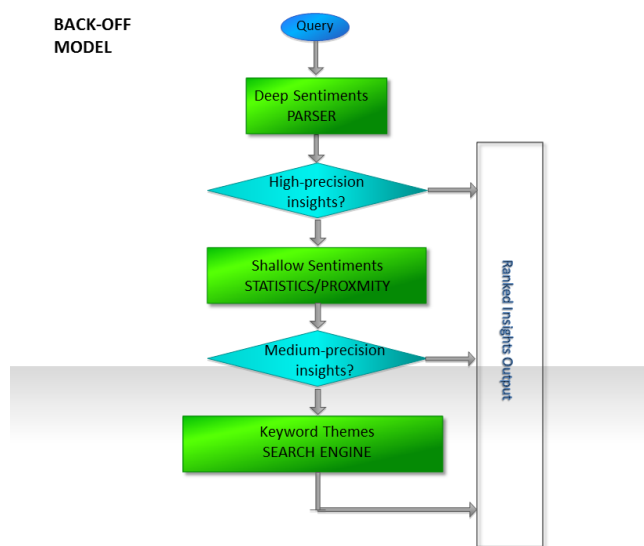 BACK-OFF
MODEL
Query
Deep Sentiments
PARSER
High-precision
insights?
Shallow Sentiments
STATISTICS/PROXMITY
Medium-precision
insights?
Keyword Themes
SEARCH ENGINE
Ranked Insights Output